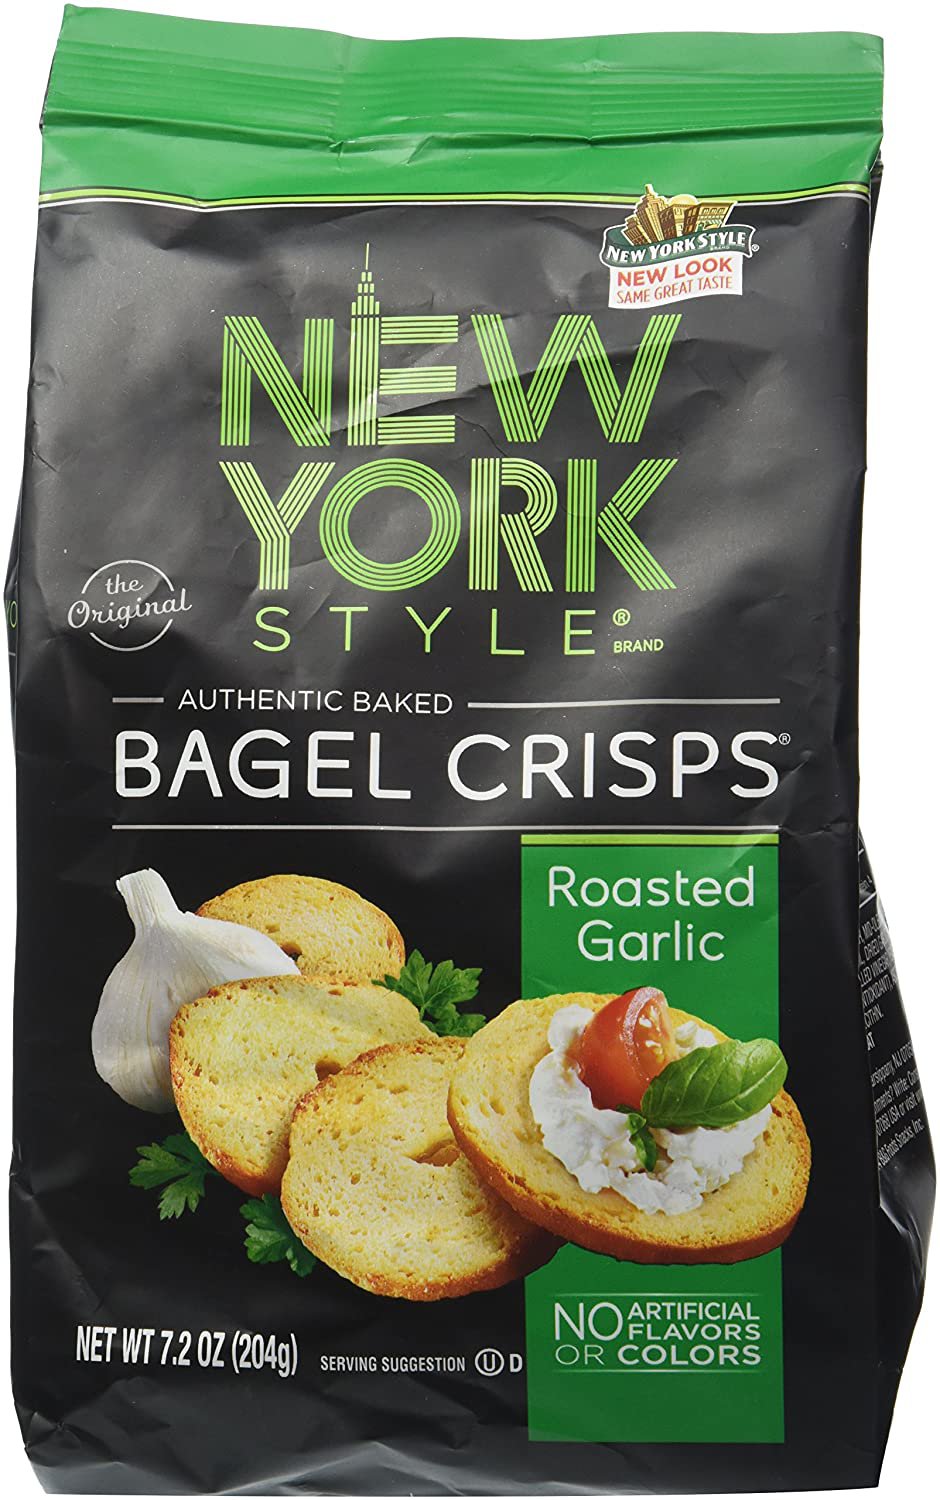 NEW YORK STYLE®
BRAND
NEW LOOK
SAME GREAT TASTE
NEW
YORK
STYLE®
BRAND
the
Original
AUTHENTIC BAKED
BAGEL CRISPS®
Roasted
Garlic
NO ARTIFICIAL
FLAVORS
OR COLORS
NET WT 7.2 OZ (204g)
SERVING SUGGESTION Ⓤ D